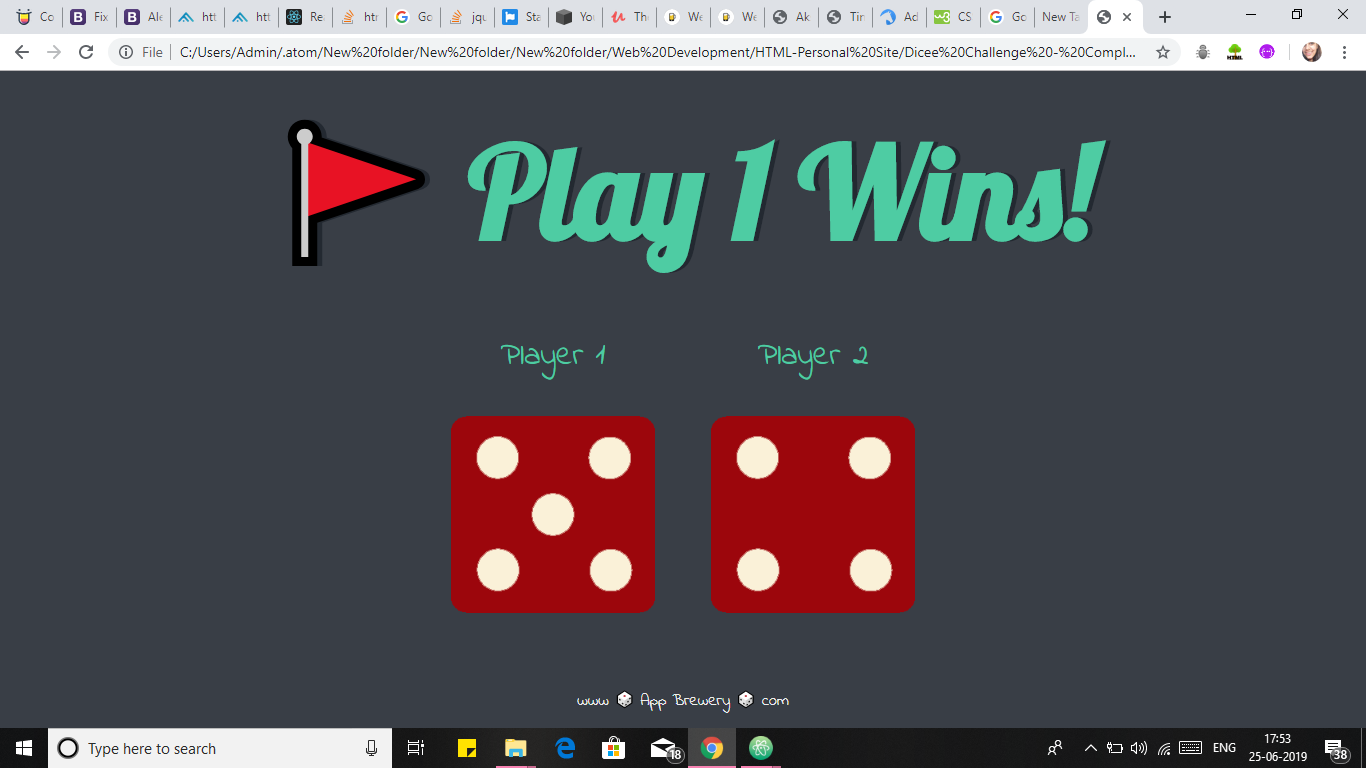 Co Fix Ale htt htt Re htt Go jqu Sta You The We We Ak Tin Ad CS Go New Ta
File C:/Users/Admin/.atom/New%20folder/New%20folder/New%20folder/Web%20Development/HTML-Personal%20Site/Dicee%20Challenge%20-%20Compl...
Play 1 Wins!
Player 1 Player 2
www App Brewery com
Type here to search
18
ENG
17:53
25-06-2019
38